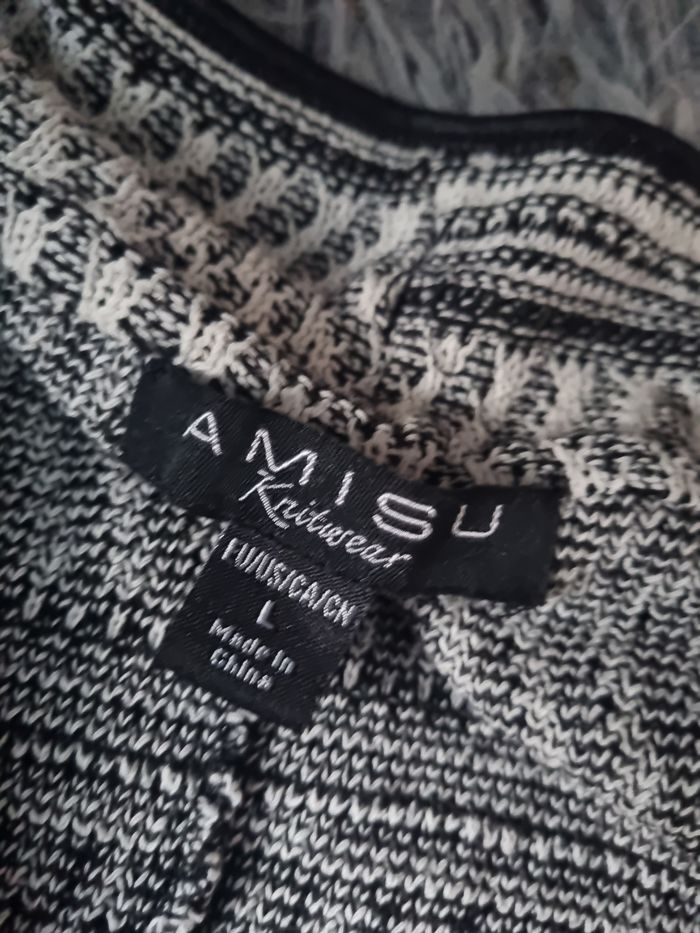 AMISU
Knitwear
EU/US/CA/CN
L
Made In
China